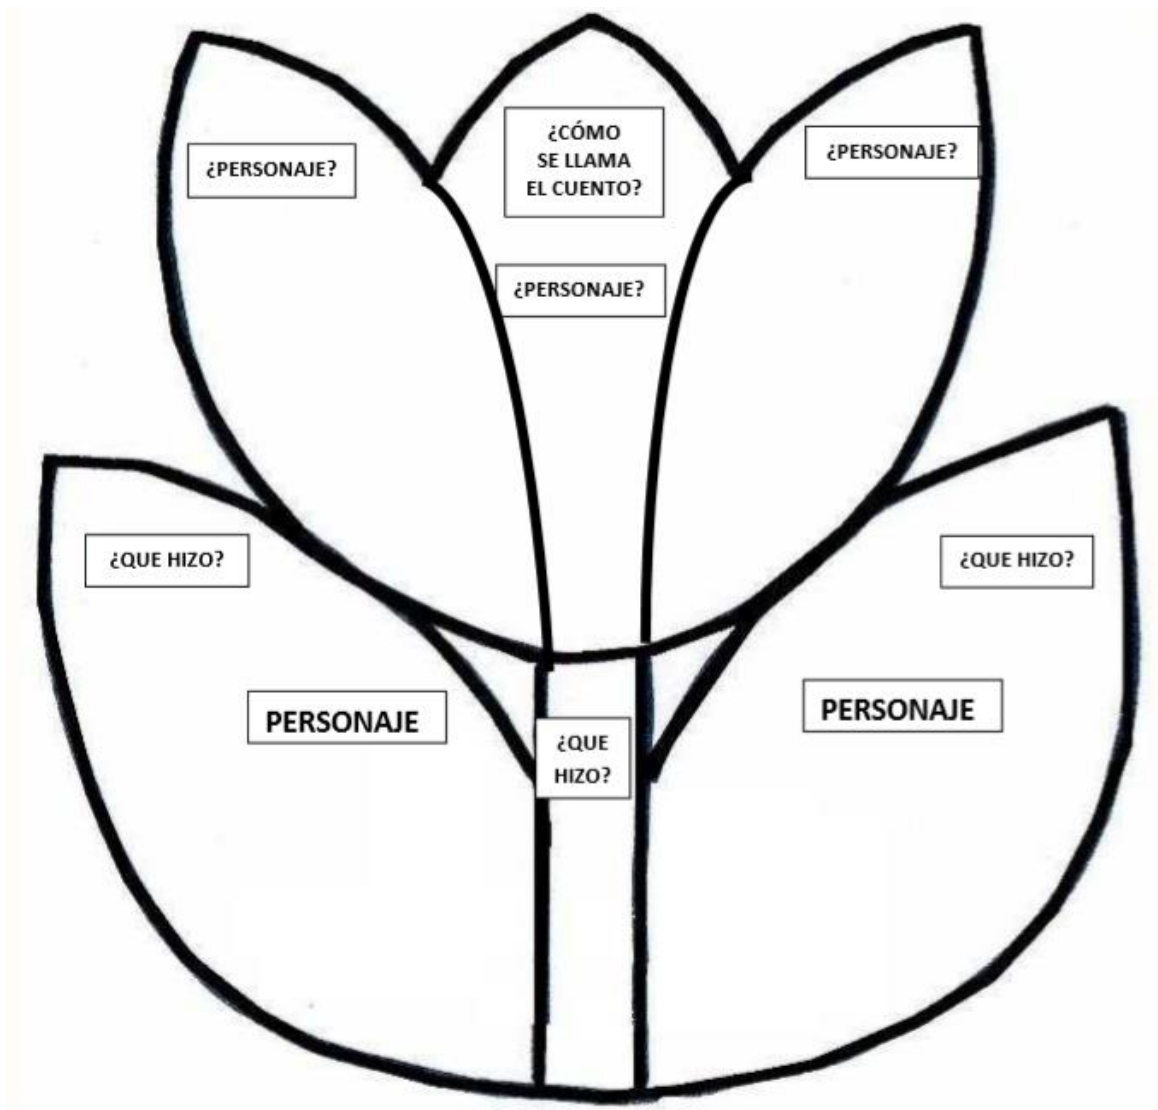 ¿CÓMO
SE LLAMA
EL CUENTO?
¿PERSONAJE?
¿PERSONAJE?
¿PERSONAJE?
¿QUE HIZO?
¿QUE HIZO?
PERSONAJE
PERSONAJE
¿QUE
HIZO?